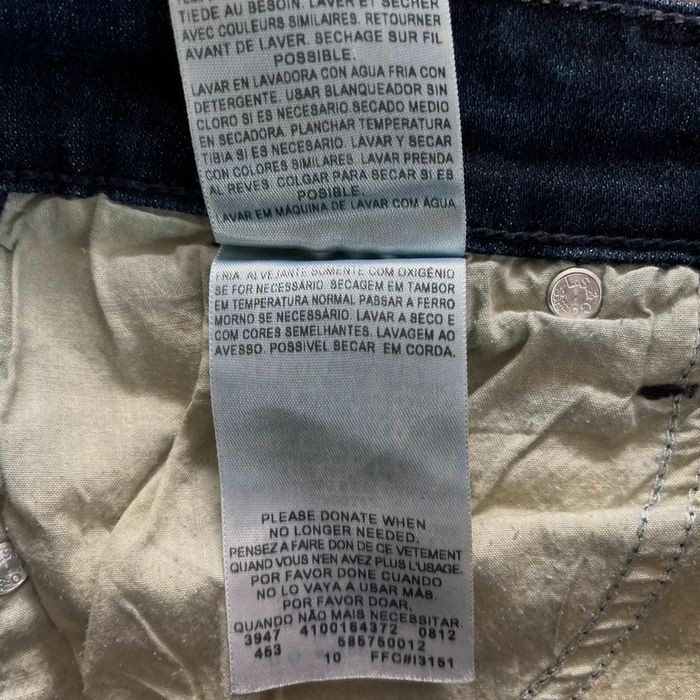 TIEDE AU BESOIN. LAVER ET SECHER
AVEC COULEURS SIMILAIRES. RETOURNER
AVANT DE LAVER. SECHAGE SUR FIL
POSSIBLE.
LAVAR EN LAVADORA CON AGUA FRIA CON
DETERGENTE. USAR BLANQUEADOR SIN
CLORO SI ES NECESARIO.SECADO MEDIO
EN SECADORA. PLANCHAR TEMPERATURA
TIBIA SI ES NECESARIO. LAVAR Y SECAR
CON COLORES SIMILARES. LAVAR PRENDA
AL REVES. COLGAR PARA SECAR SI ES
POSIBLE.
LAVAR EM MÁQUINA DE LAVAR COM ÁGUA
FRIA. ALVEJANTE SOMENTE COM OXIGÊNIO
SE FOR NECESSÁRIO. SECAGEM EM TAMBOR
EM TEMPERATURA NORMAL PASSAR A FERRO
MORNO SE NECESSÁRIO. LAVAR A SECO E
COM CORES SEMELHANTES. LAVAGEM AO
AVESSO. POSSIVEL SECAR EM CORDA.
PLEASE DONATE WHEN
NO LONGER NEEDED.
PENSEZ A FAIRE DON DE CE VETEMENT
QUAND VOUS N'EN AVEZ PLUS L'USAGE.
POR FAVOR DONE CUANDO
NO LO VAYA A USAR MÁS.
POR FAVOR DOAR,
QUANDO NÃO MAIS NECESSITAR.
3947 4100164372 0812
463 585750012
10 FFC#I3151